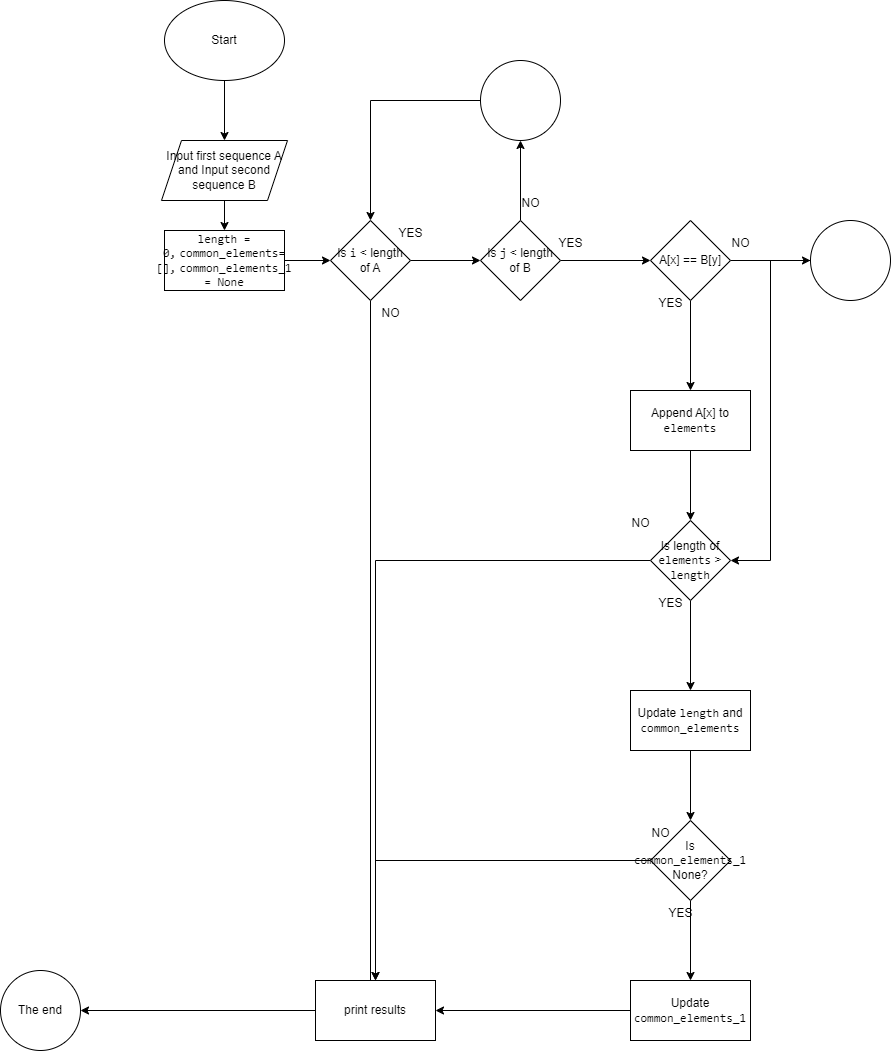 Start
Input first sequence A
and Input second
sequence B
length =
0, common_elements=
[], common_elements_1
= None
Is i < length
of A
YES
NO
Is j < length
of B
NO
YES
A[x] == B[y]
NO
YES
Append A[x] to
elements
NO
Is length of
elements >
length
YES
Update length and
common_elements
NO
Is
common_elements_1
None?
YES
The end
print results
Update
common_elements_1